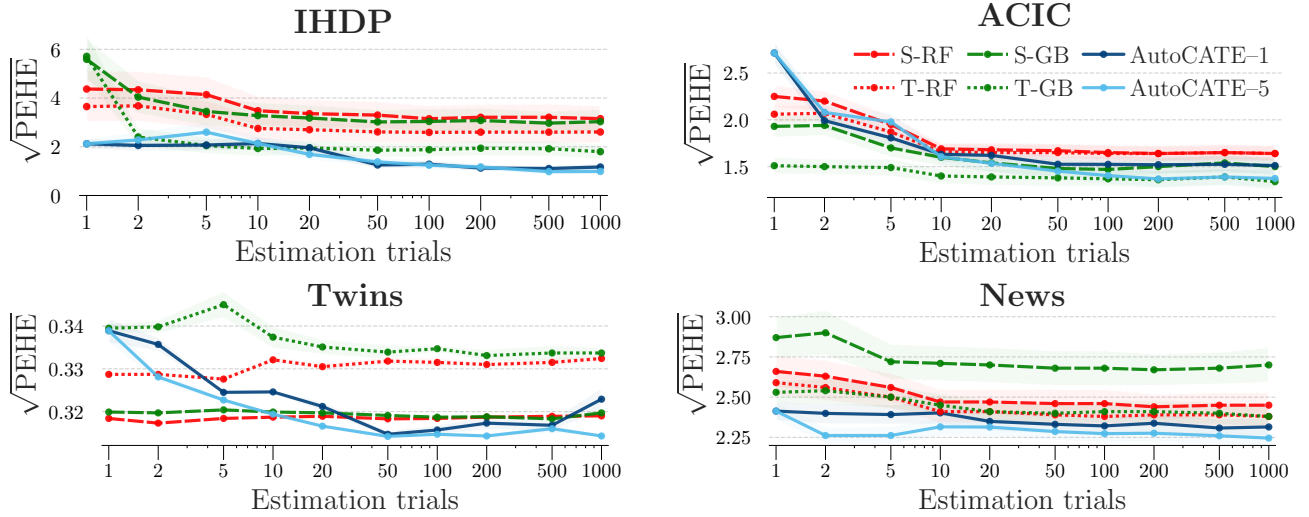 IHDP
√PEHE
6
4
2
0
1 2 5 10 20 50 100 200 500 1000
Estimation trials
ACIC
S-RF S-GB AutoCATE–1
T-RF T-GB AutoCATE–5
√PEHE
2.5
2.0
1.5
1 2 5 10 20 50 100 200 500 1000
Estimation trials
Twins
√PEHE
0.34
0.33
0.32
1 2 5 10 20 50 100 200 500 1000
Estimation trials
News
√PEHE
3.00
2.75
2.50
2.25
1 2 5 10 20 50 100 200 500 1000
Estimation trials